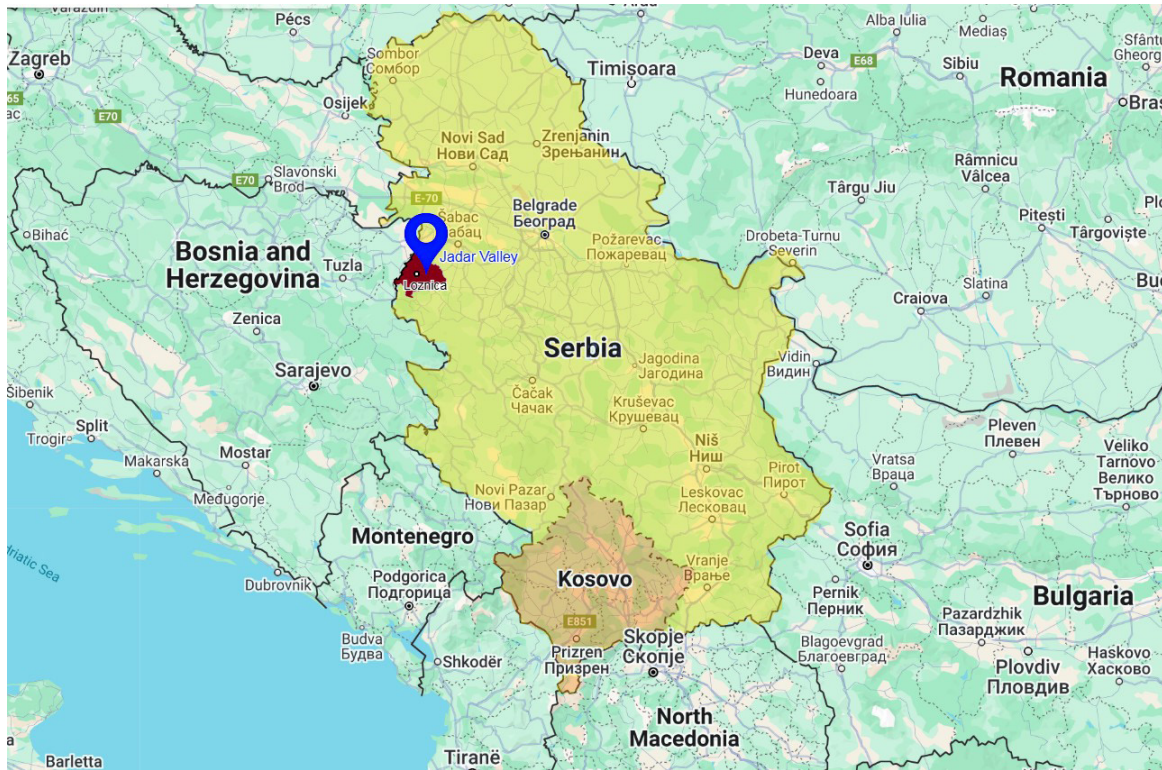 Pécs
Alba Iulia
Mediaș
Zagreb
Sombor
Сомбор
Timișoara
Deva
E68
Sibiu
Romania
Hunedoara
Osijek
E70
Novi Sad
Нови Сад
Zrenjanin
Зрењанин
Râmnicu
Vâlcea
Slavonski
Brod
E70
E-70
Târgu Jiu
Pitești
Târgoviște
Belgrade
Београд
Šabac
Bihać
Bosnia and
Herzegovina
Tuzla
Jadar Valley
Požarevac
Пожаревац
Drobeta-Turnu
Severin
Loznica
Craiova
Slatina
Zenica
Serbia
Sarajevo
Jagodina
Јагодина
Vidin
Видин
Šibenik
Čačak
Чачак
Kruševac
Крушевац
Trogir
Split
Makarska
Mostar
Niš
Ниш
Pleven
Плевен
Vratsa
Враца
Veliko
Tarnovo
Велико
Търново
Pirot
Пирот
Međugorje
Novi Pazar
Нови Пазар
Leskovac
Лесковац
Montenegro
Sofia
София
Adriatic Sea
Kosovo
Vranje
Врање
Dubrovnik
Podgorica
Подгорица
Pernik
Перник
Bulgaria
Pazardzhik
Пазарджик
E851
Budva
Будва
Prizren
Призрен
Skopje
Скопје
Blagoevgrad
Благоевград
Plovdiv
Пловдив
Haskovo
Хасково
Shkodër
North
Macedonia
Tiranë
Barletta